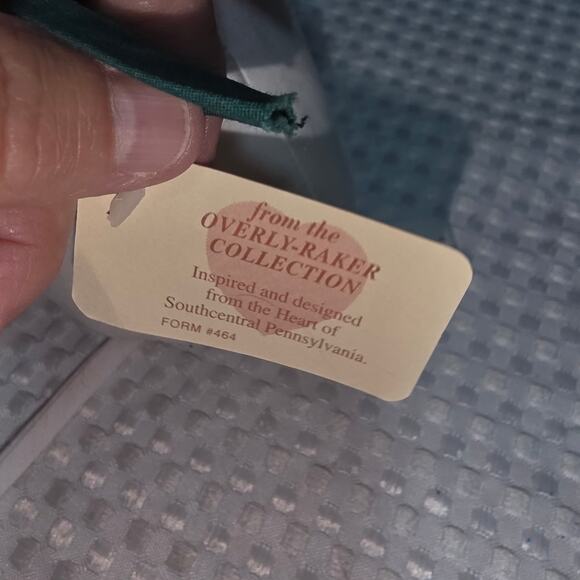 from the
OVERLY-RAKER
COLLECTION
Inspired and designed
from the Heart of
Southcentral Pennsylvania.
FORM #464